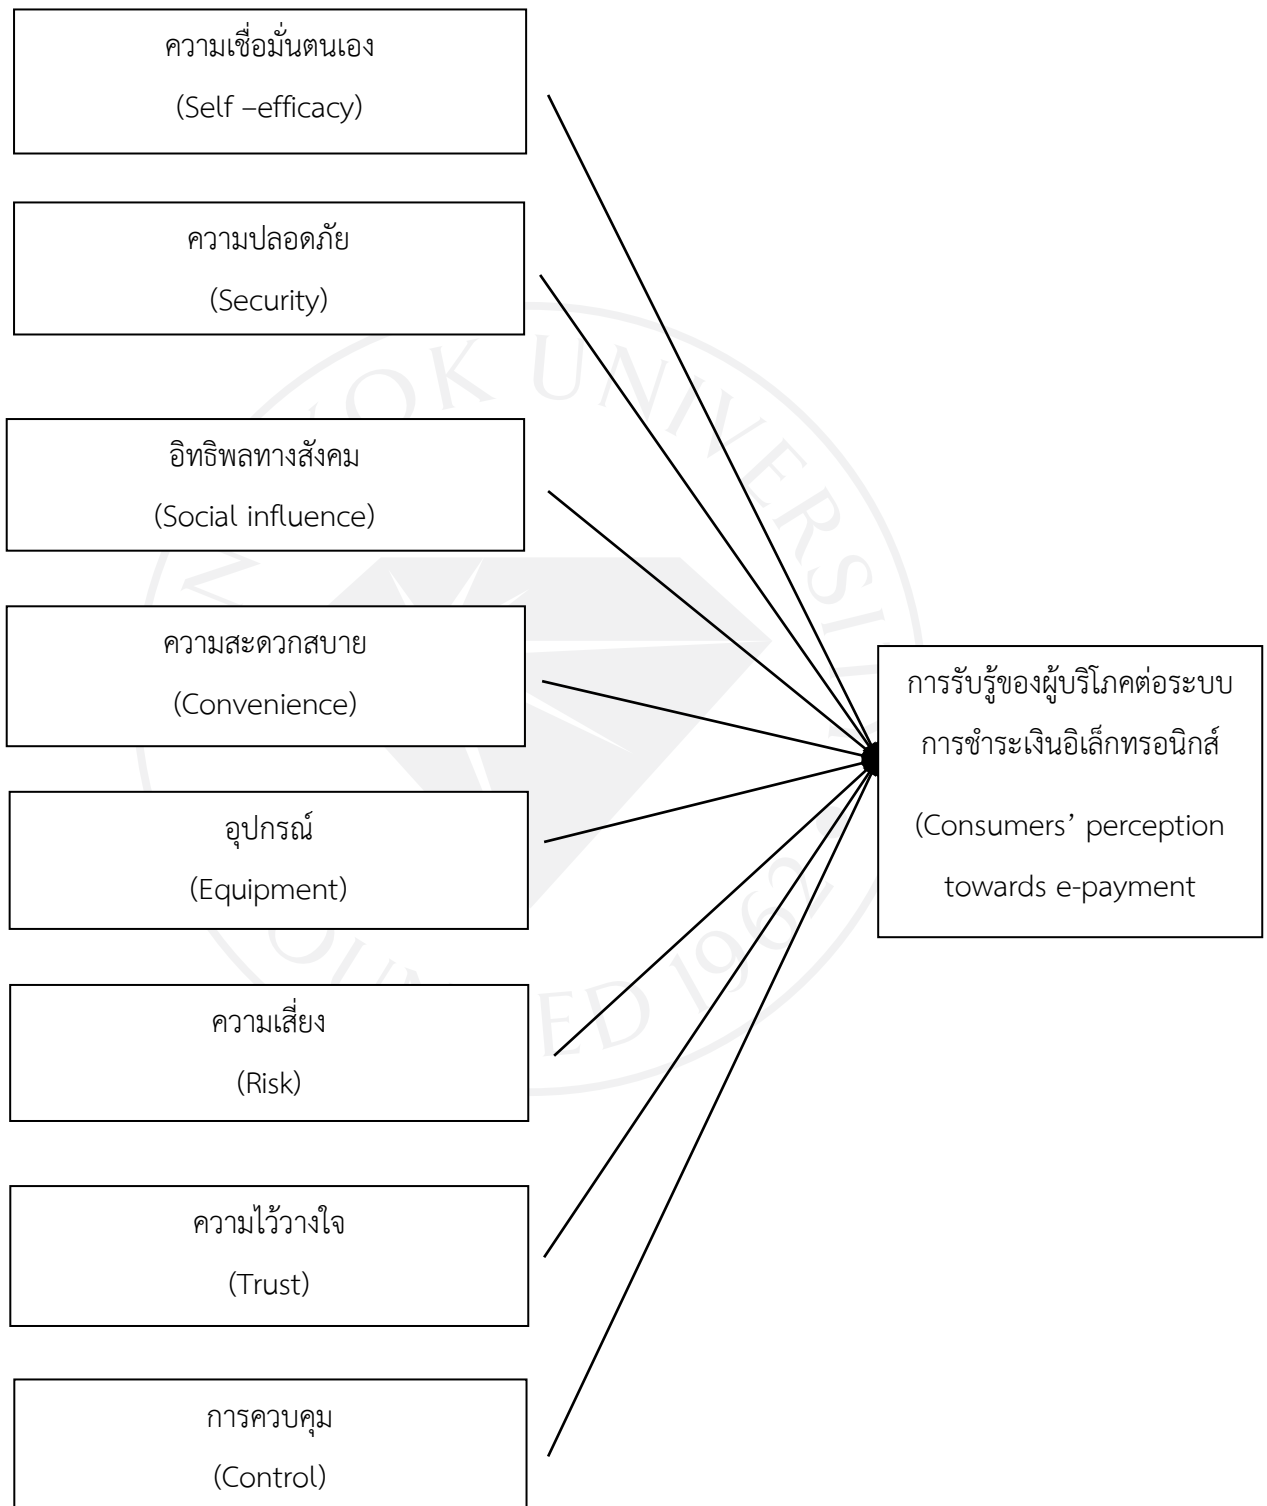 ความเชื่อมั่นตนเอง
(Self –efficacy)
ความปลอดภัย
(Security)
อิทธิพลทางสังคม
(Social influence)
ความสะดวกสบาย
(Convenience)
อุปกรณ์
(Equipment)
ความเสี่ยง
(Risk)
ความไว้วางใจ
(Trust)
การควบคุม
(Control)
การรับรู้ของผู้บริโภคต่อระบบ
การชำระเงินอิเล็กทรอนิกส์
(Consumers’ perception
towards e-payment